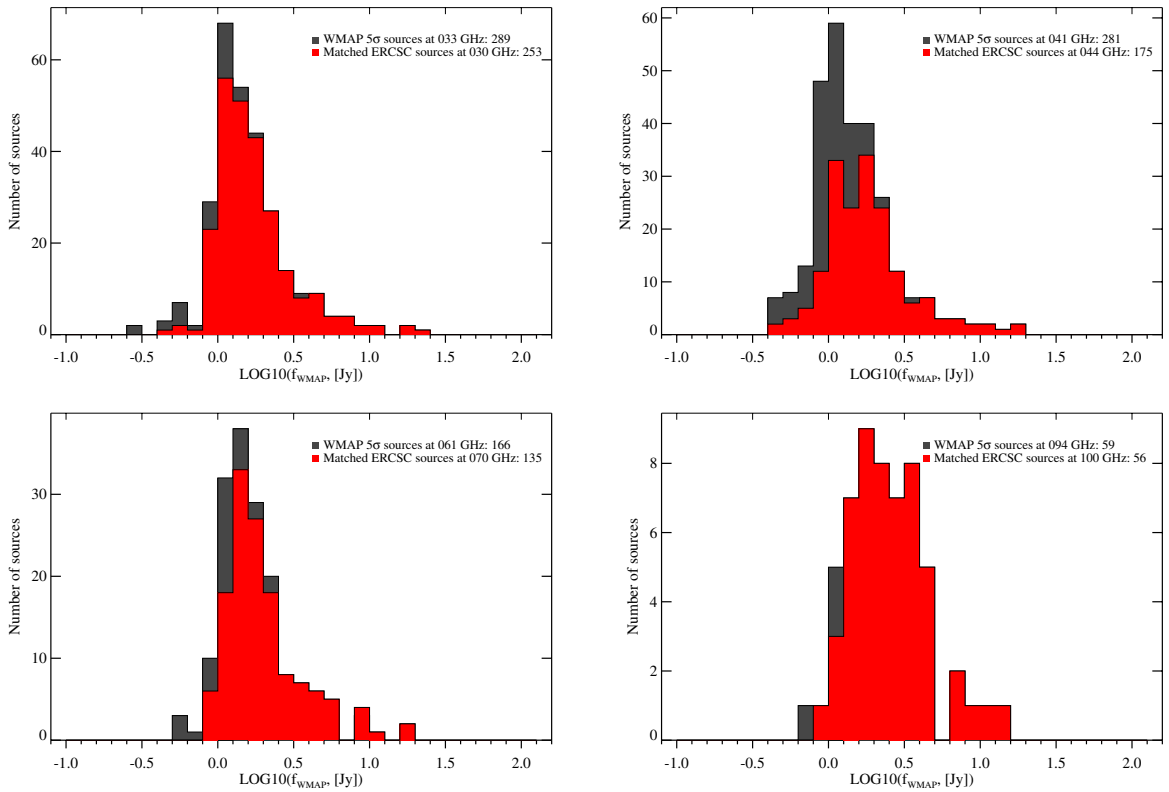 WMAP 5σ sources at 033 GHz: 289
Matched ERCSC sources at 030 GHz: 253
Number of sources
60
40
20
0
-1.0 -0.5 0.0 0.5 1.0 1.5 2.0
LOG10(fWMAP, [Jy])
WMAP 5σ sources at 041 GHz: 281
Matched ERCSC sources at 044 GHz: 175
Number of sources
60
50
40
30
20
10
0
-1.0 -0.5 0.0 0.5 1.0 1.5 2.0
LOG10(fWMAP, [Jy])
WMAP 5σ sources at 061 GHz: 166
Matched ERCSC sources at 070 GHz: 135
Number of sources
30
20
10
0
-1.0 -0.5 0.0 0.5 1.0 1.5 2.0
LOG10(fWMAP, [Jy])
WMAP 5σ sources at 094 GHz: 59
Matched ERCSC sources at 100 GHz: 56
Number of sources
8
6
4
2
0
-1.0 -0.5 0.0 0.5 1.0 1.5 2.0
LOG10(fWMAP, [Jy])